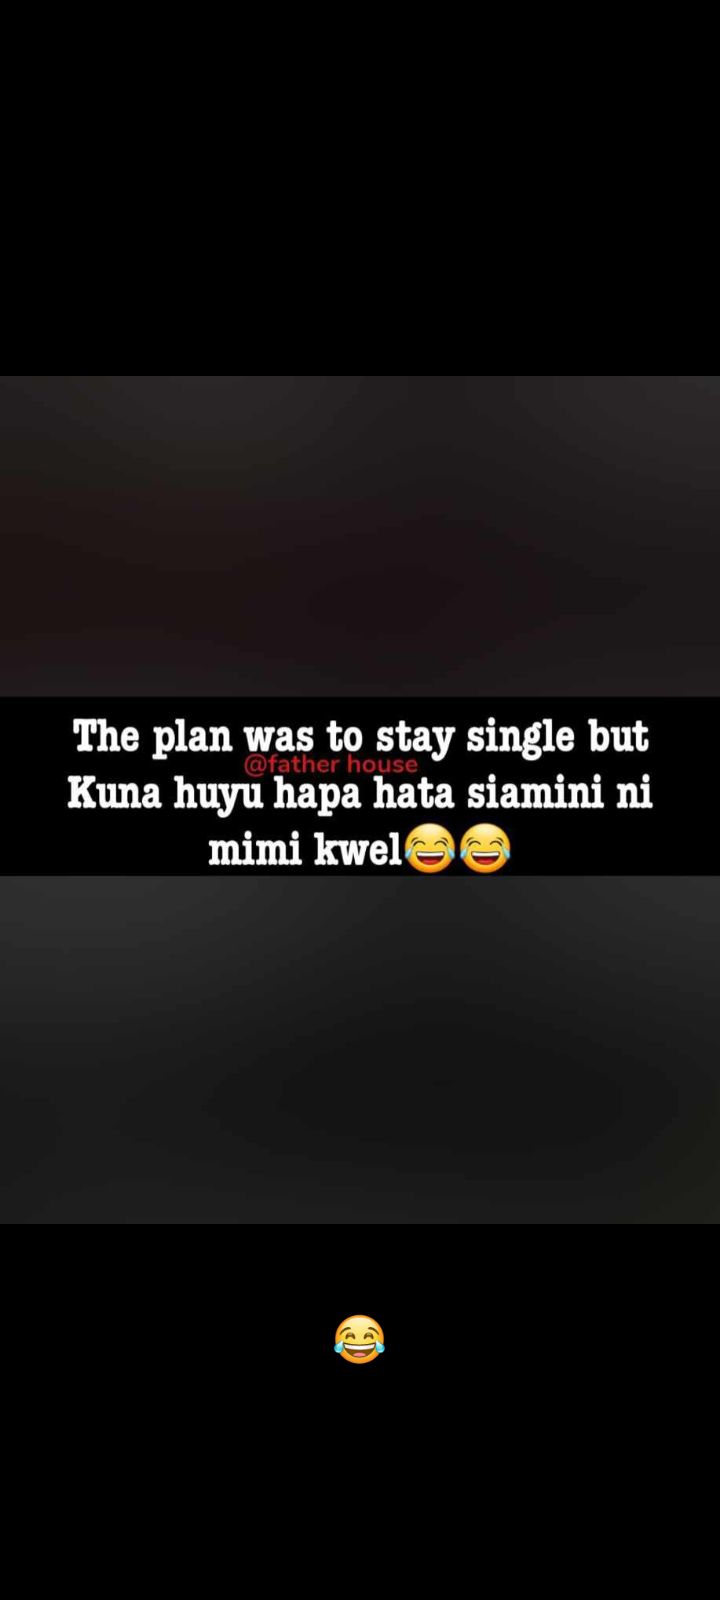 The plan was to stay single but
@father house
Kuna huyu hapa hata siamini ni
mimi kwel😂😂
😂